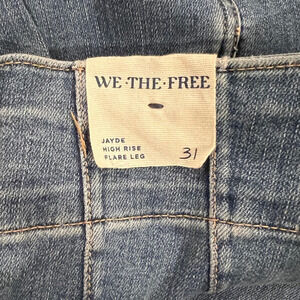 WE·THE·FREE
JAYDE
HIGH RISE
FLARE LEG
31